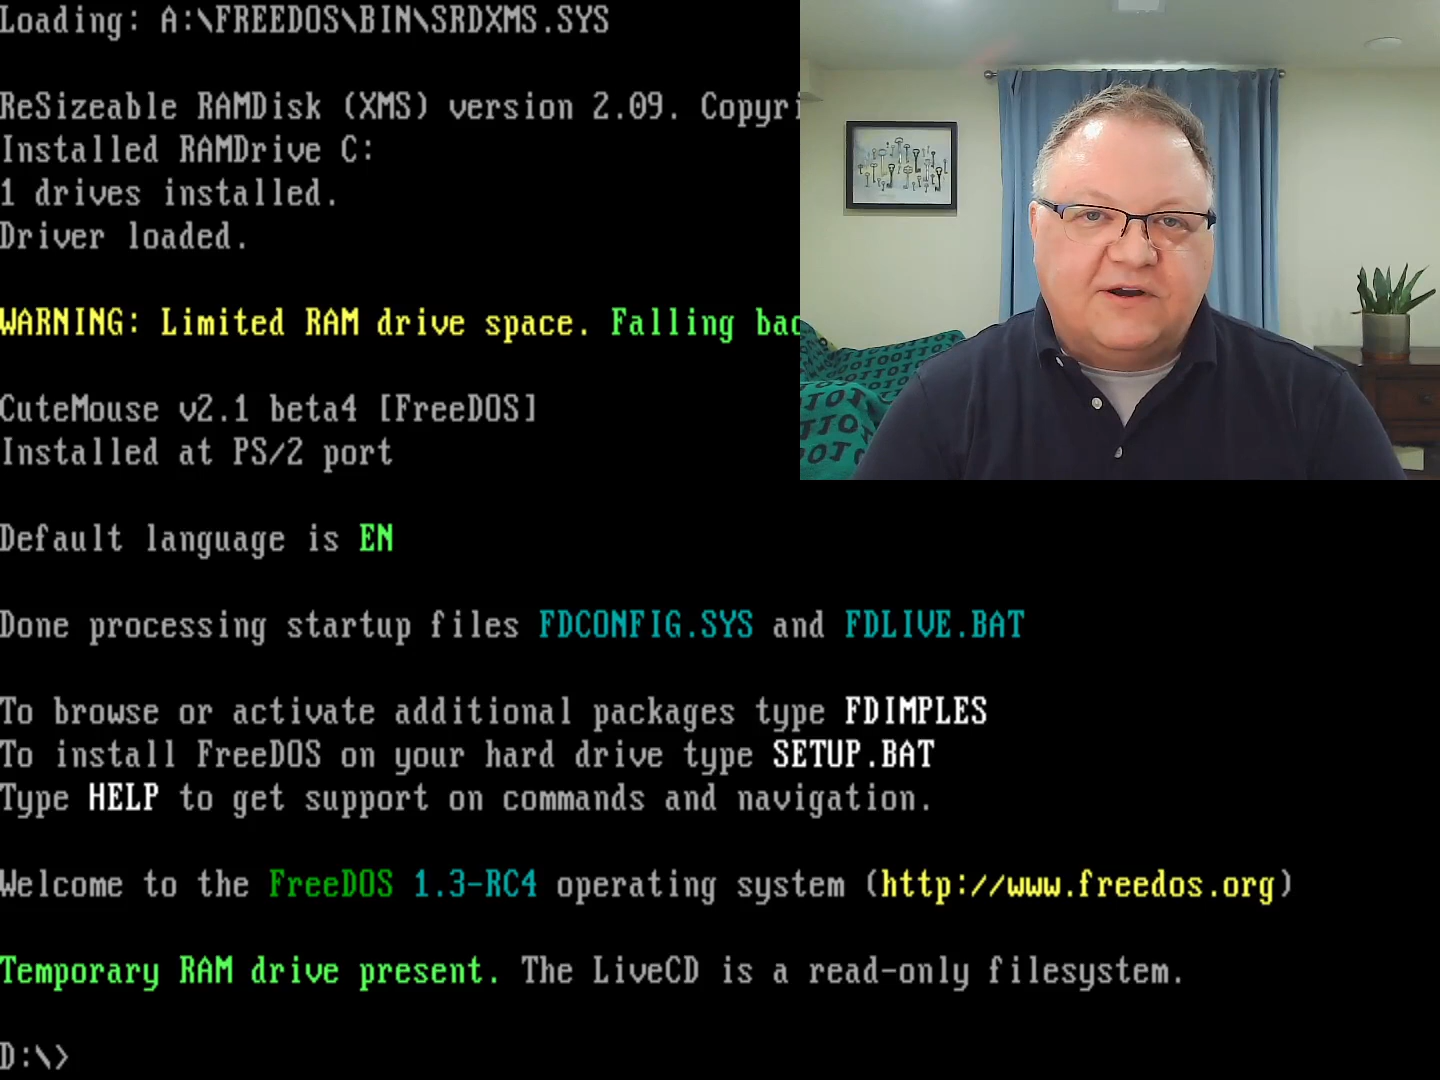 Loading: A:\FREEDOS\BIN\SRDXMS.SYS
ReSizeable RAMDisk (XMS) version 2.09. Copyri
Installed RAMDrive C:
1 drives installed.
Driver loaded.
WARNING: Limited RAM drive space. Falling bac
CuteMouse v2.1 beta4 [FreeDOS]
Installed at PS/2 port
Default language is EN
Done processing startup files FDCONFIG.SYS and FDLIVE.BAT
To browse or activate additional packages type FDIMPLES
To install FreeDOS on your hard drive type SETUP.BAT
Type HELP to get support on commands and navigation.
Welcome to the FreeDOS 1.3-RC4 operating system (http://www.freedos.org)
Temporary RAM drive present. The LiveCD is a read-only filesystem.
D:\>